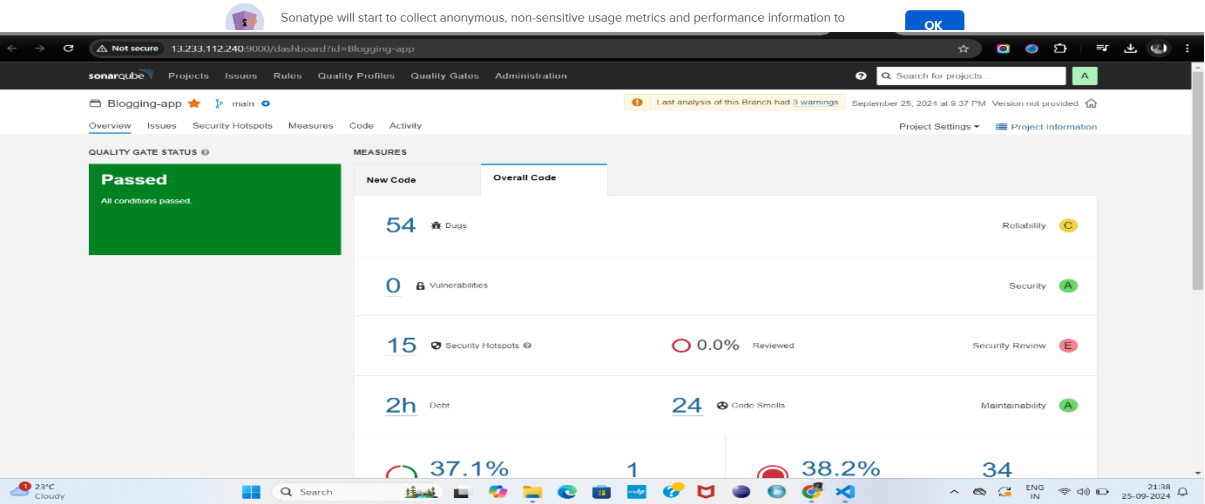 Sonatype will start to collect anonymous, non-sensitive usage metrics and performance information to
OK
Not secure 13.233.112.240:9000/dashboard?id=Blogging-app
sonarqube Projects Issues Rules Quality Profiles Quality Gates Administration
Search for projects...
A
Blogging-app main
Last analysis of this Branch had 3 warnings September 25, 2024 at 9:37 PM Version not provided
Overview Issues Security Hotspots Measures Code Activity
Project Settings Project Information
QUALITY GATE STATUS
MEASURES
Passed
All conditions passed.
New Code
Overall Code
54 Bugs Reliability C
0 Vulnerabilities Security A
15 Security Hotspots 0.0% Reviewed Security Review E
2h Debt 24 Code Smells Maintainability A
37.1% 1 38.2% 34
1
23°C
Cloudy
Search
ENG
IN
21:38
25-09-2024